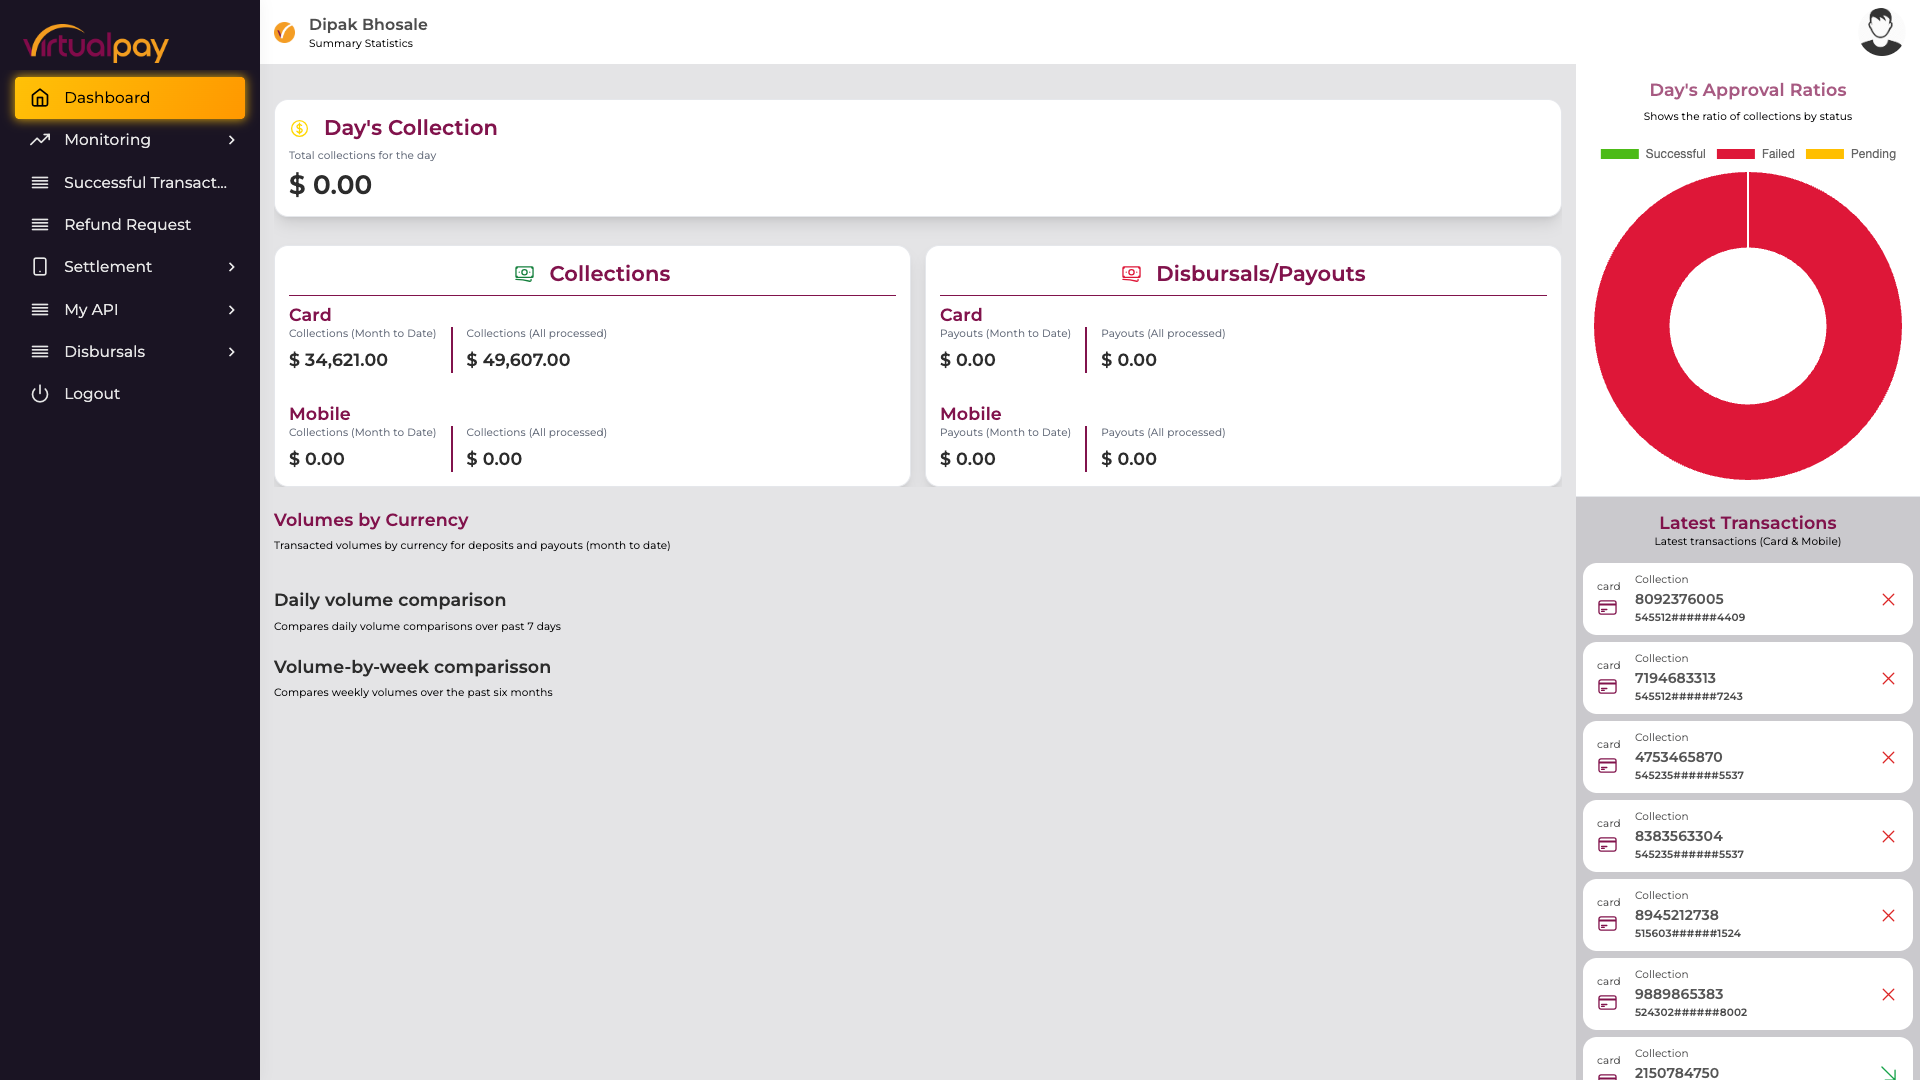 virtualpay
Dashboard
Monitoring
Successful Transact...
Refund Request
Settlement
My API
Disbursals
Logout
Dipak Bhosale
Summary Statistics
Day's Collection
Total collections for the day
$ 0.00
Collections
Card
Collections (Month to Date)
$ 34,621.00
Collections (All processed)
$ 49,607.00
Mobile
Collections (Month to Date)
$ 0.00
Collections (All processed)
$ 0.00
Disbursals/Payouts
Card
Payouts (Month to Date)
$ 0.00
Payouts (All processed)
$ 0.00
Mobile
Payouts (Month to Date)
$ 0.00
Payouts (All processed)
$ 0.00
Volumes by Currency
Transacted volumes by currency for deposits and payouts (month to date)
Daily volume comparison
Compares daily volume comparisons over past 7 days
Volume-by-week comparisson
Compares weekly volumes over the past six months
Day's Approval Ratios
Shows the ratio of collections by status
Successful Failed Pending
Latest Transactions
Latest transactions (Card & Mobile)
card
Collection
8092376005
545512######4409
card
Collection
7194683313
545512######7243
card
Collection
4753465870
545235######5537
card
Collection
8383563304
545235######5537
card
Collection
8945212738
515603######1524
card
Collection
9889865383
524302######8002
card
Collection
2150784750